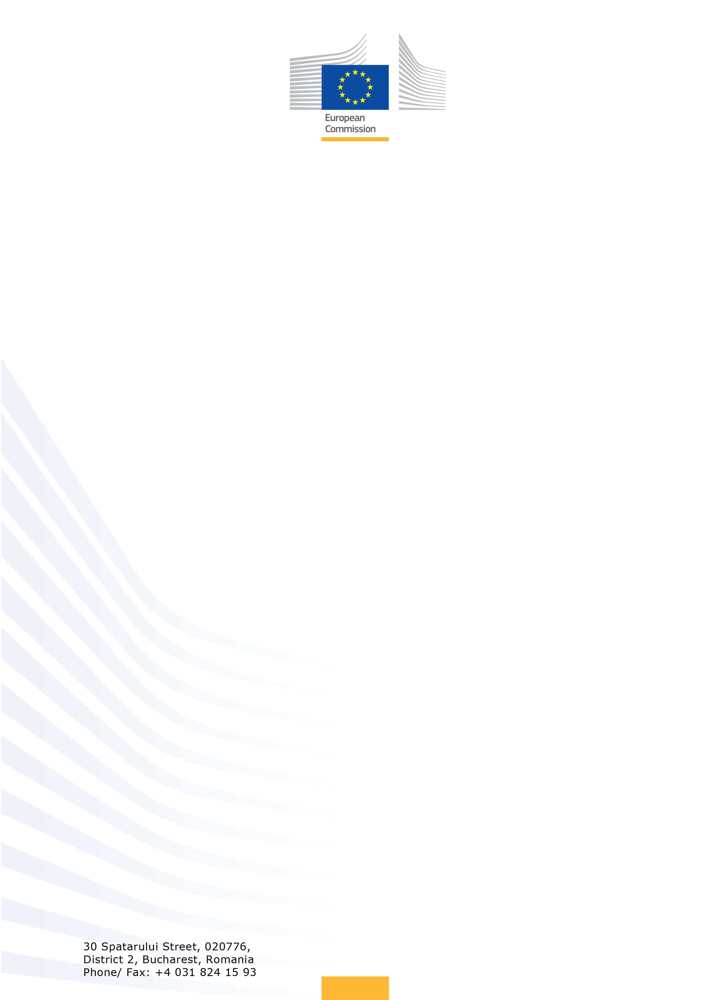 European
Commission
30 Spatarului Street, 020776,
District 2, Bucharest, Romania
Phone/ Fax: +4 031 824 15 93